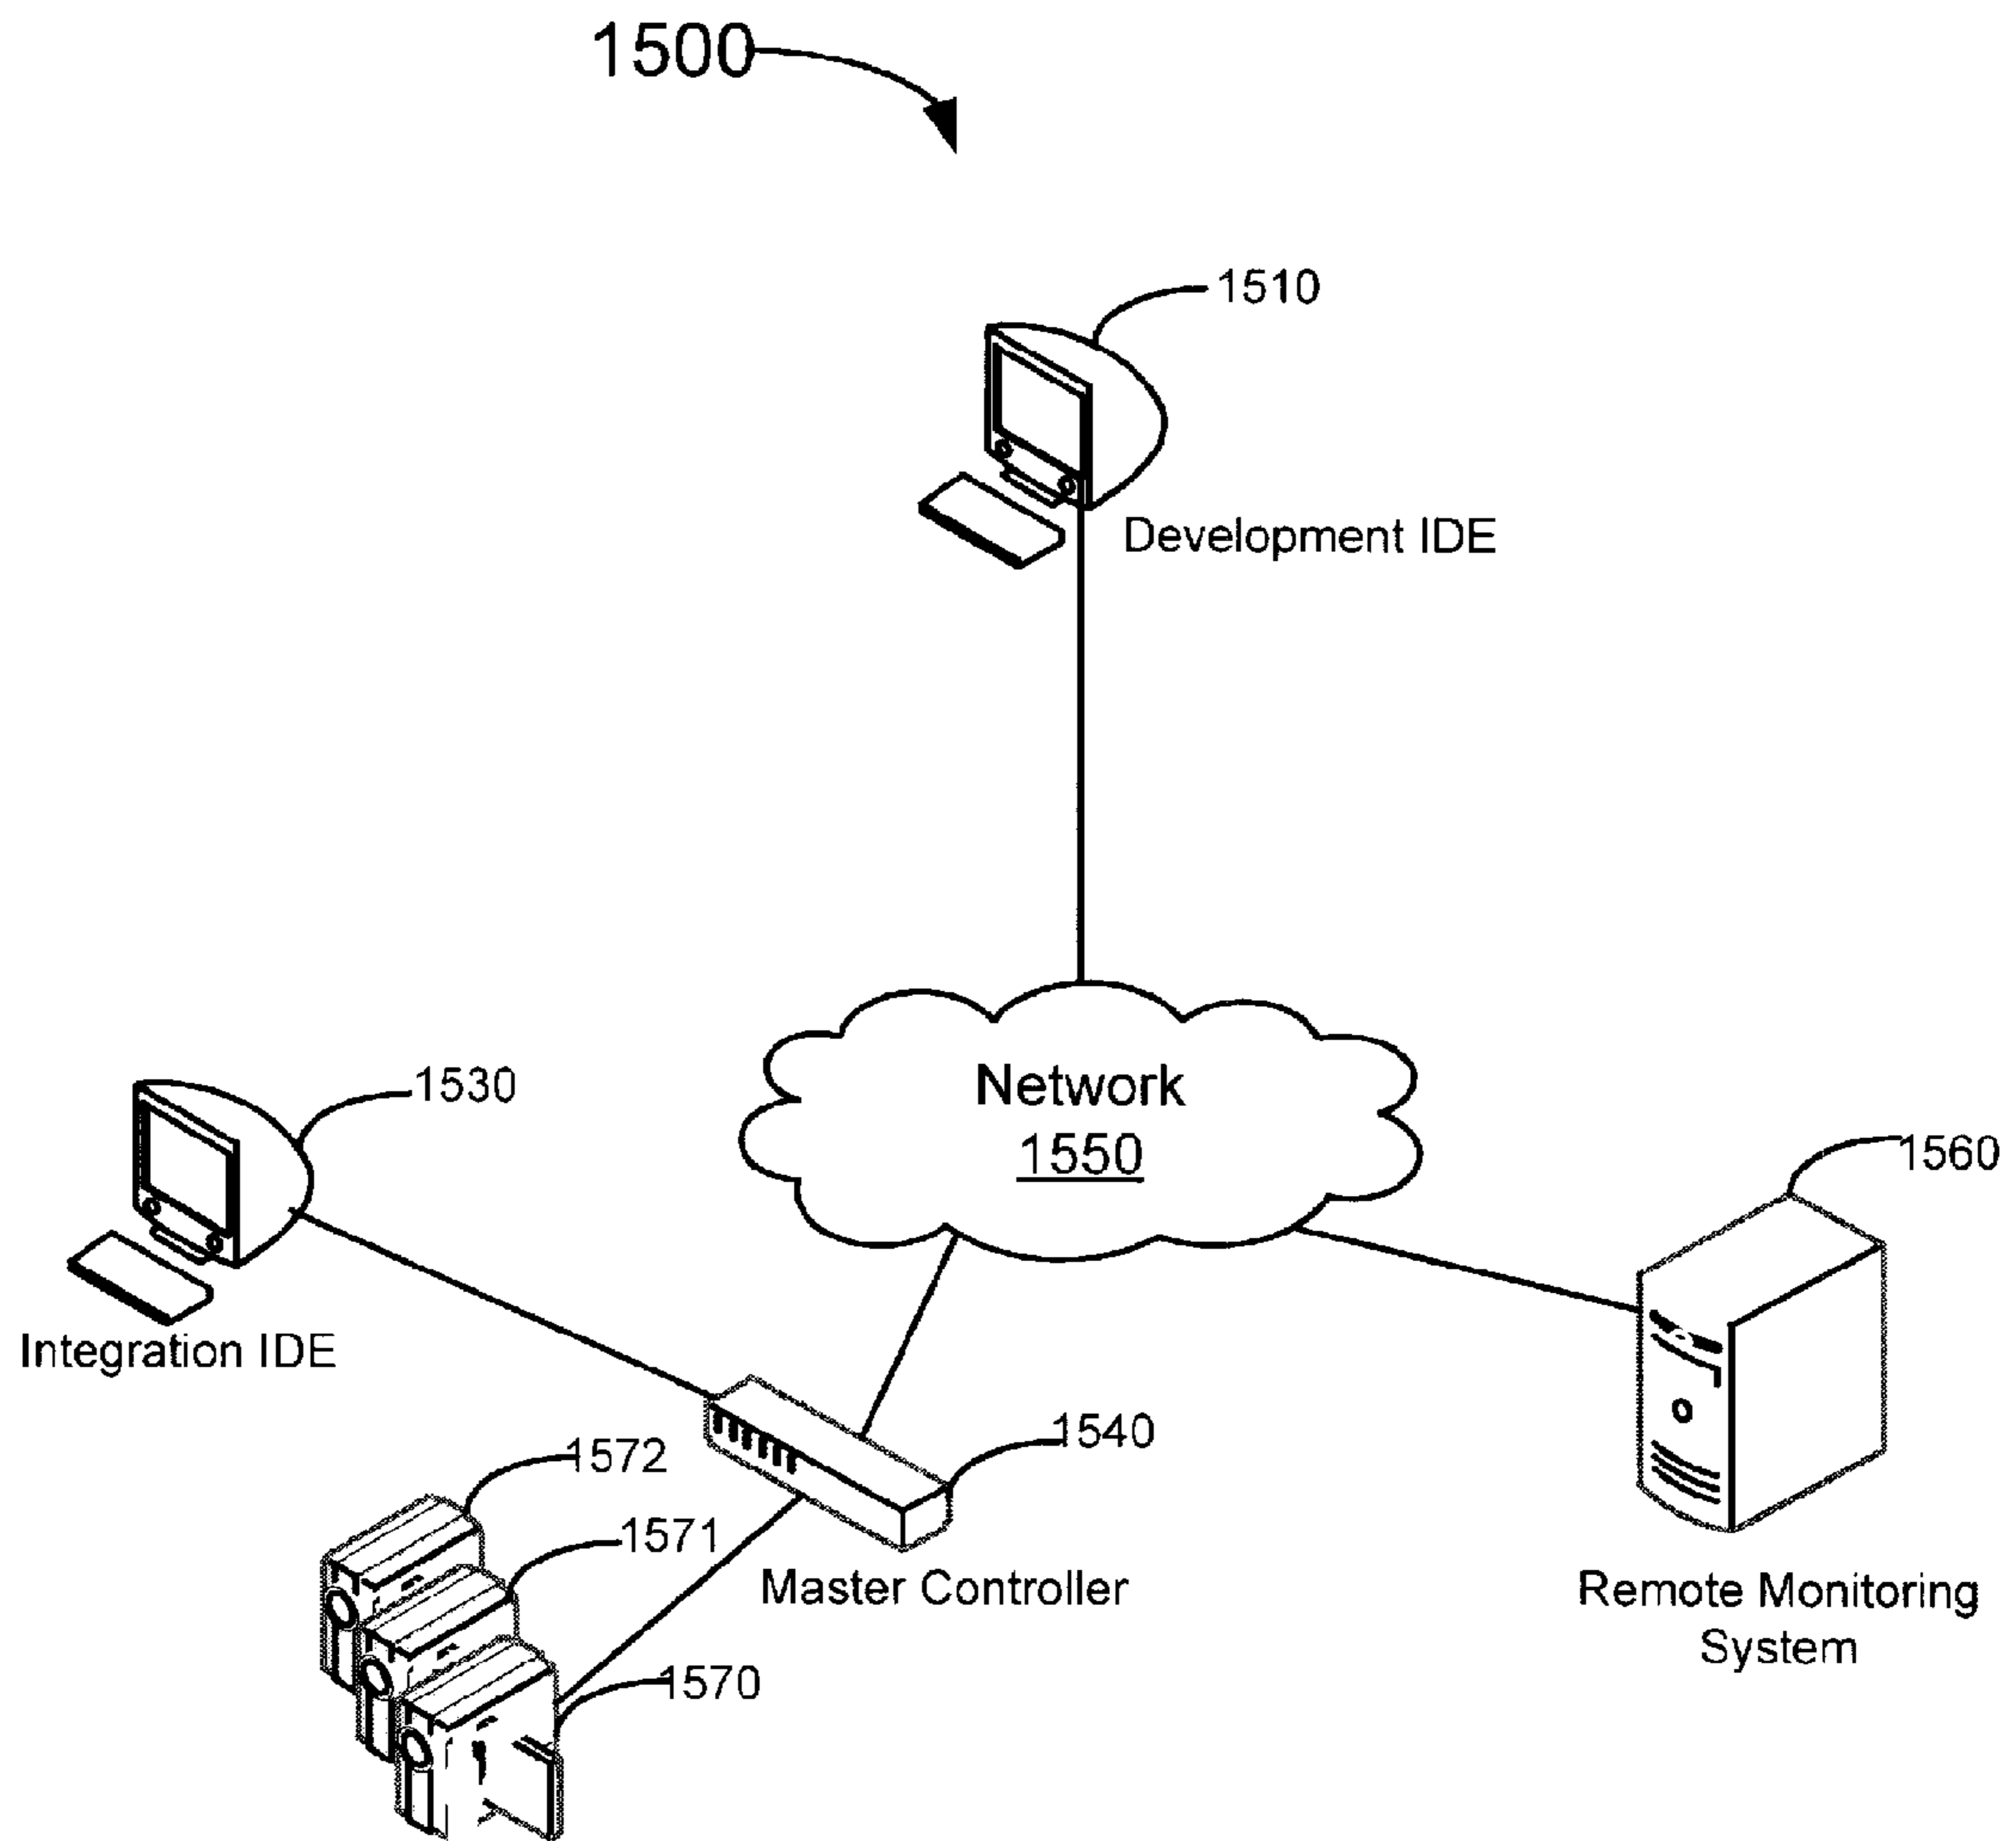 1500
1510
Development IDE
Network
1550
1530
1560
Integration IDE
1540
1572
1571
Master Controller
Remote Monitoring
System
1570